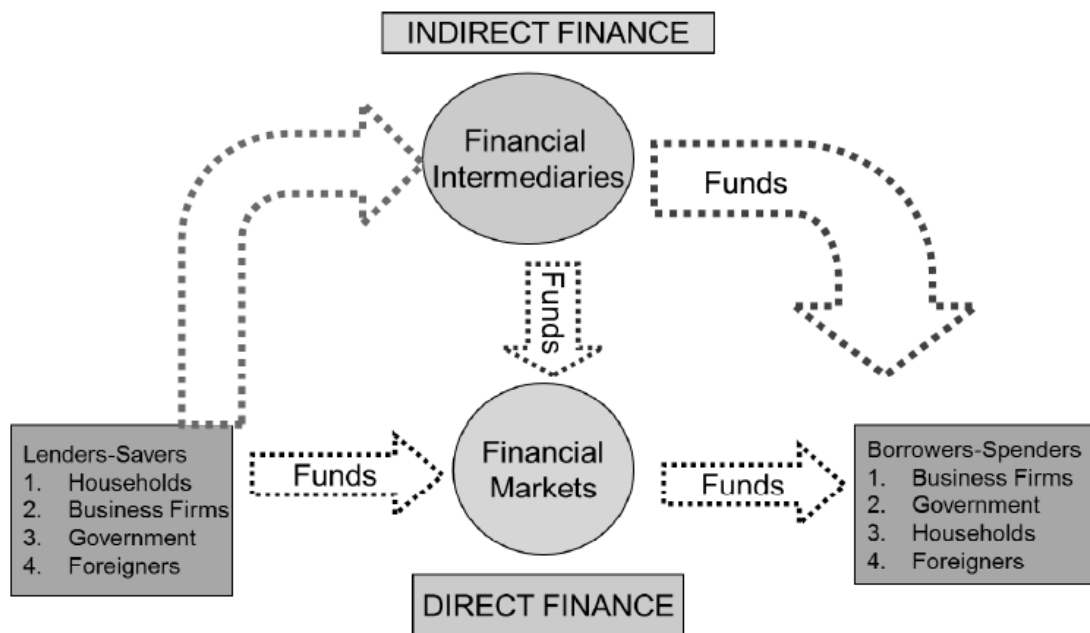 INDIRECT FINANCE
Financial
Intermediaries
Funds
Funds
Lenders-Savers
1. Households
2. Business Firms
3. Government
4. Foreigners
Funds
Financial
Markets
Funds
Borrowers-Spenders
1. Business Firms
2. Government
3. Households
4. Foreigners
DIRECT FINANCE